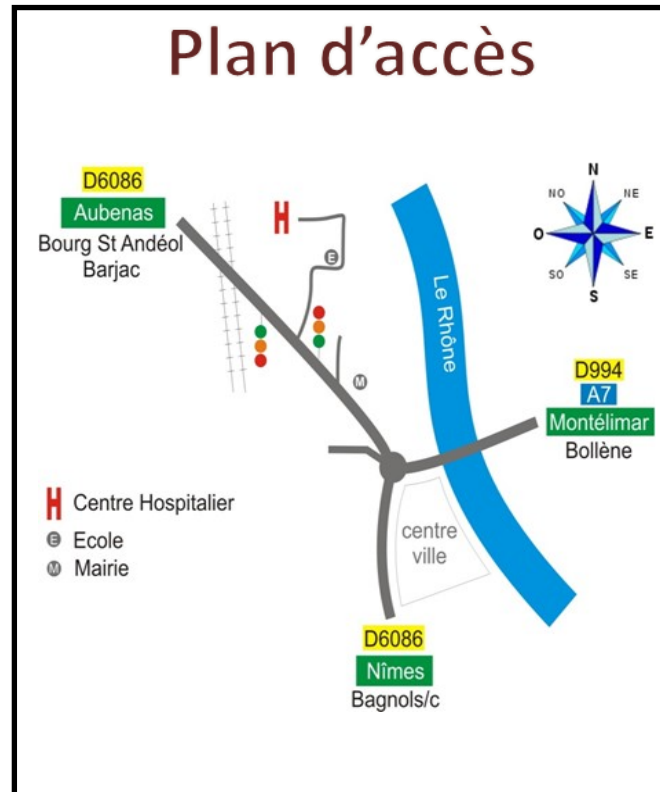 Plan d'accès
D6086
Aubenas
Bourg St Andéol
Barjac
H
E
N
NO
NE
O
E
SO
SE
S
Le Rhône
D994
A7
Montélimar
Bollène
M
H Centre Hospitalier
E Ecole
M Mairie
centre
ville
D6086
Nîmes
Bagnols/c